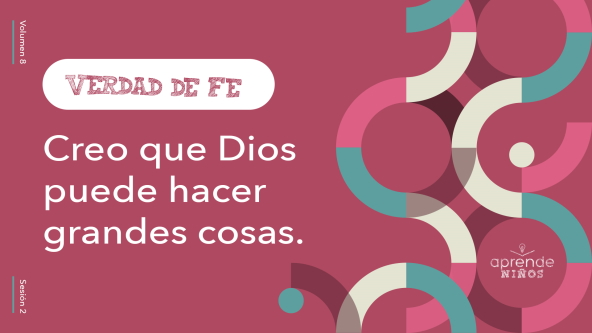 Volumen 8
VERDAD DE FE
Creo que Dios
puede hacer
grandes cosas.
Sesión 2
aprende
NIÑOS